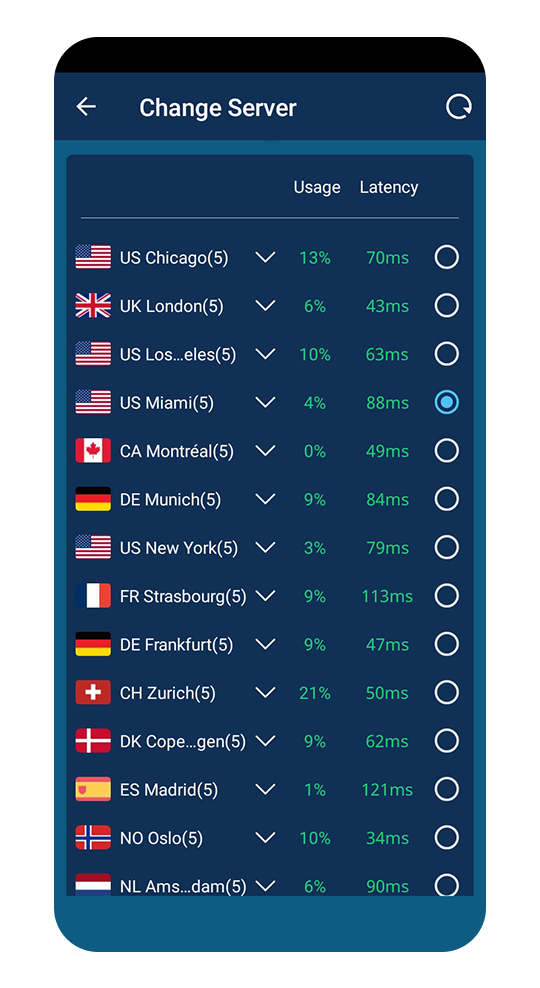 Change Server
Usage Latency
US Chicago(5) 13% 70ms
UK London(5) 6% 43ms
US Los...eles(5) 10% 63ms
US Miami(5) 4% 88ms
CA Montréal(5) 0% 49ms
DE Munich(5) 9% 84ms
US New York(5) 3% 79ms
FR Strasbourg(5) 9% 113ms
DE Frankfurt(5) 9% 47ms
CH Zurich(5) 21% 50ms
DK Cope...gen(5) 9% 62ms
ES Madrid(5) 1% 121ms
NO Oslo(5) 10% 34ms
NL Ams...dam(5) 6% 90ms